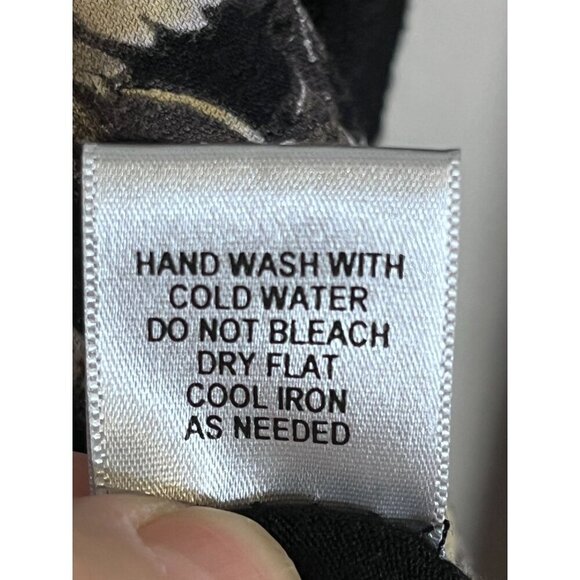 HAND WASH WITH
COLD WATER
DO NOT BLEACH
DRY FLAT
COOL IRON
AS NEEDED